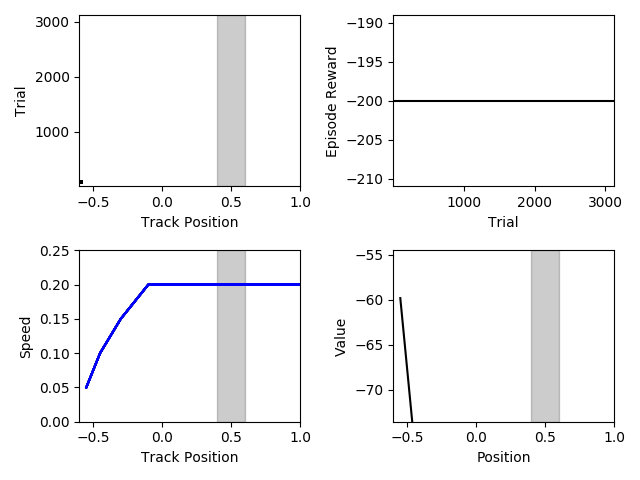 3000
2000
1000
Trial
−0.5 0.0 0.5 1.0
Track Position
−190
−195
−200
−205
−210
Episode Reward
1000 2000 3000
Trial
0.25
0.20
0.15
0.10
0.05
0.00
Speed
−0.5 0.0 0.5 1.0
Track Position
−55
−60
−65
−70
Value
−0.5 0.0 0.5 1.0
Position